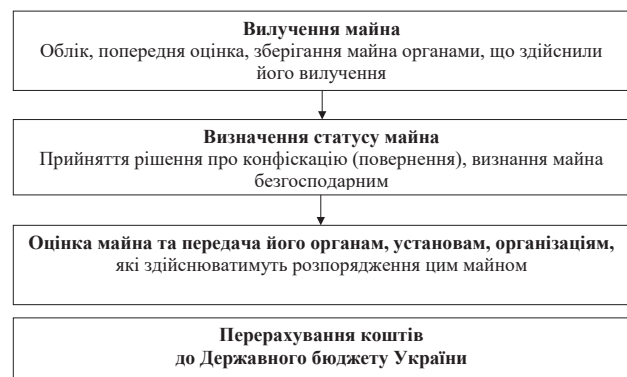 Вилучення майна
Облік, попередня оцінка, зберігання майна органами, що здійснили
його вилучення
Визначення статусу майна
Прийняття рішення про конфіскацію (повернення), визнання майна
безгосподарним
Оцінка майна та передача його органам, установам, організаціям,
які здійснюватимуть розпорядження цим майном
Перерахування коштів
до Державного бюджету України